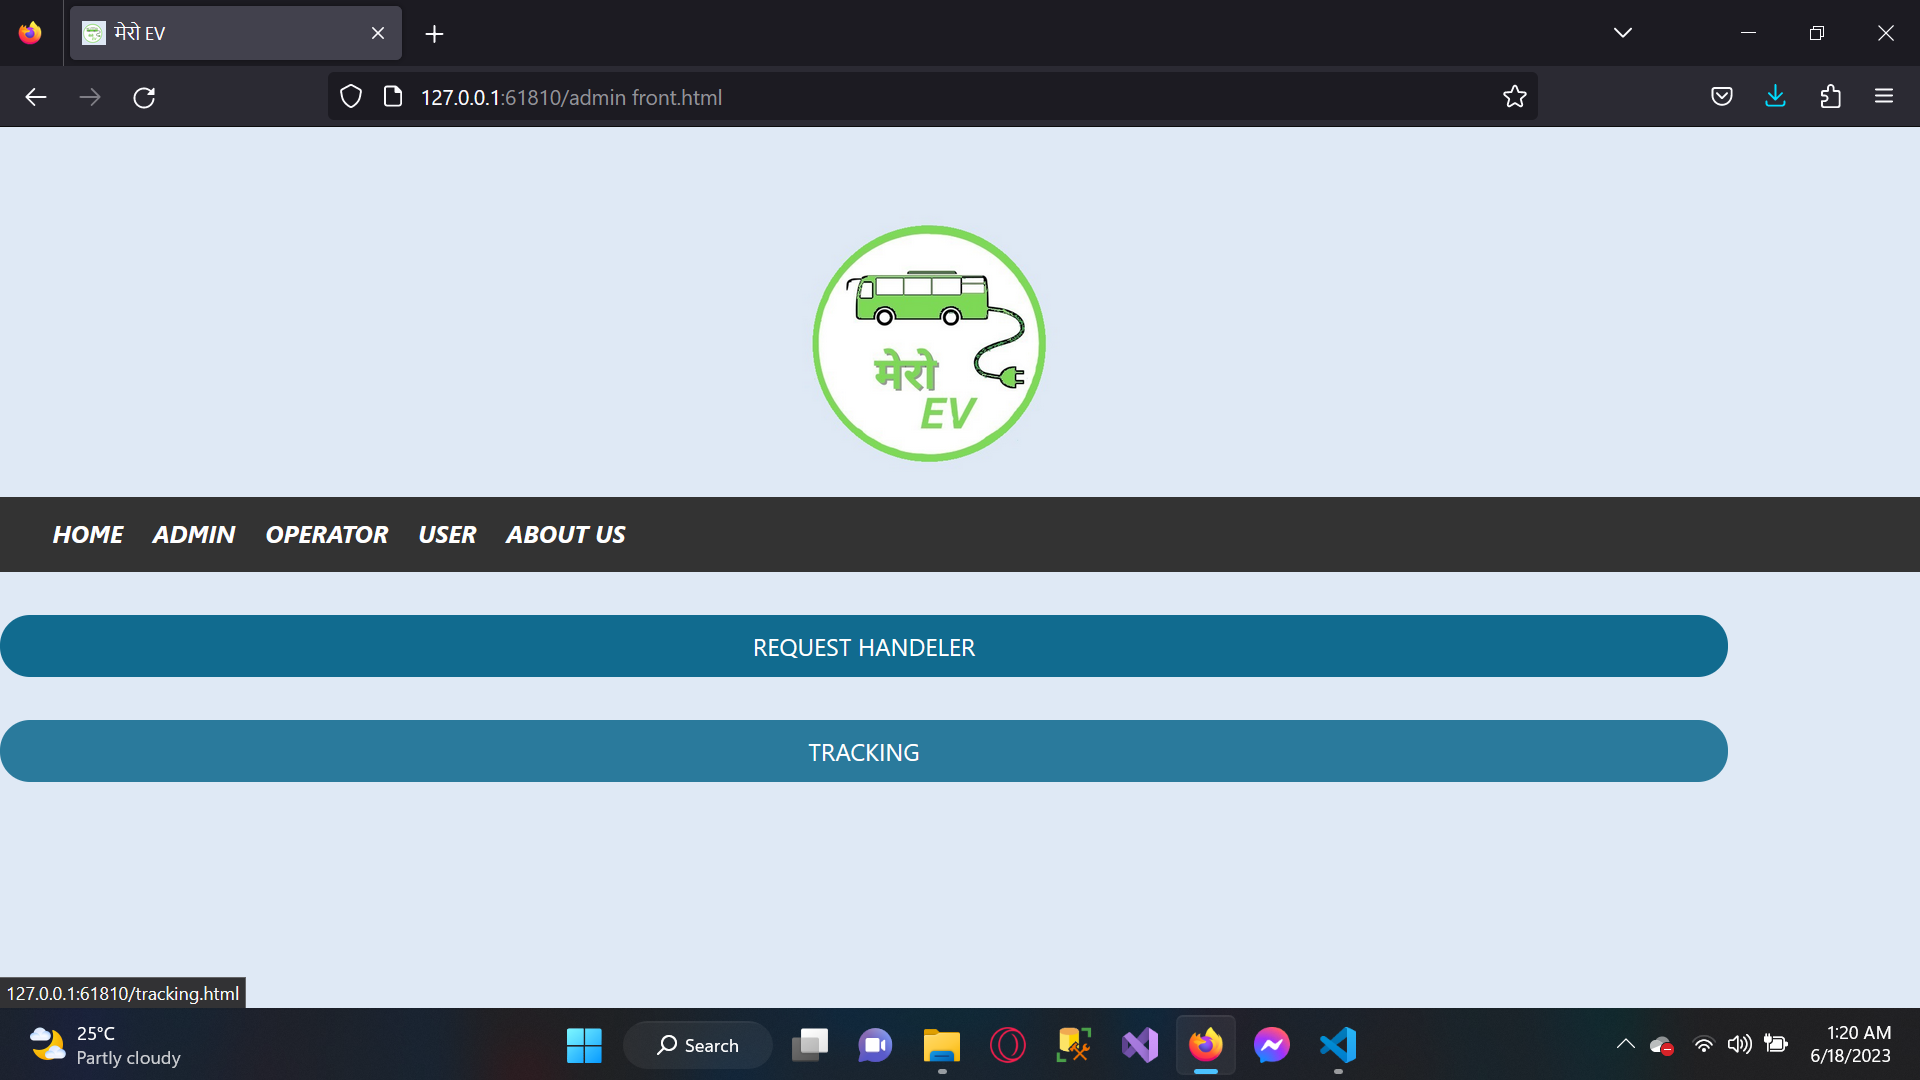 मेरो EV
127.0.0.1:61810/admin front.html
मेरो
EV
HOME ADMIN OPERATOR USER ABOUT US
REQUEST HANDELER
TRACKING
127.0.0.1:61810/tracking.html
25°C
Partly cloudy
Search
1:20 AM
6/18/2023